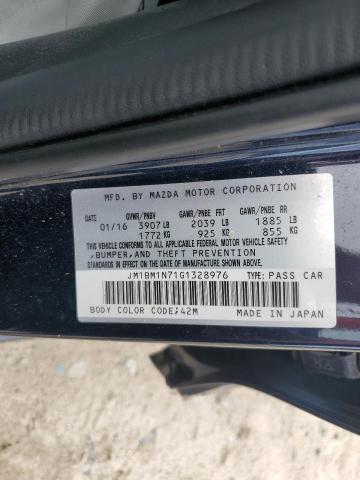 MFD. BY MAZDA MOTOR CORPORATION
GVWR/PNBV GAWR/PNBE FRT GAWR/PNBE RR
01/16 3907 LB 2039 LB 1885 LB
1772 KG 925 KG 855 KG
THIS VEHICLE CONFORMS TO ALL APPLICABLE FEDERAL MOTOR VEHICLE SAFETY
,BUMPER,AND THEFT PREVENTION
STANDARDS IN EFFECT ON THE DATE OF MANUFACTURE SHOWN ABOVE.
JM1BM1N71G1328976 TYPE: PASS CAR
BODY COLOR CODE;42M MADE IN JAPAN